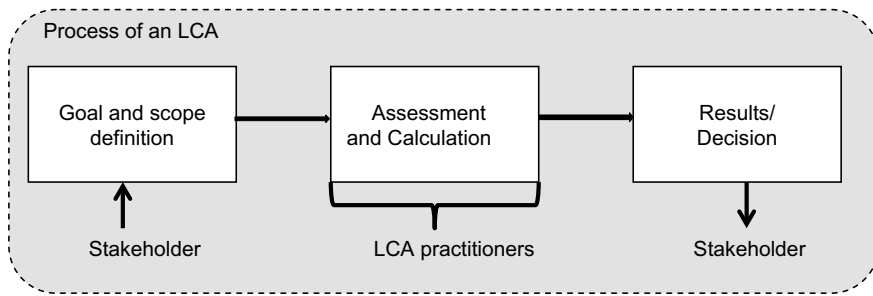 Process of an LCA
Goal and scope
definition
Assessment
and Calculation
Results/
Decision
Stakeholder
LCA practitioners
Stakeholder